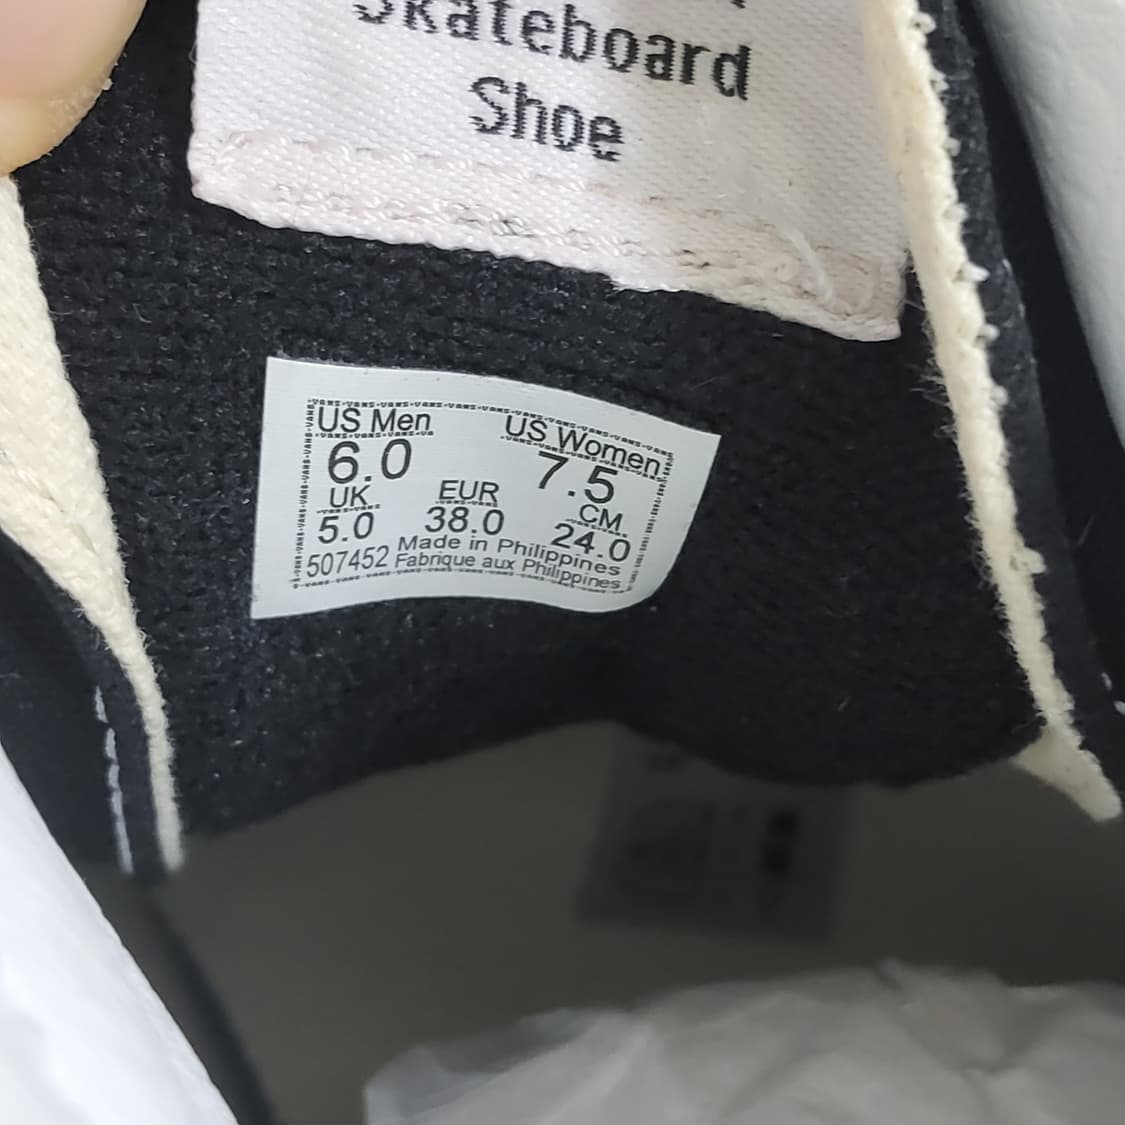 Skateboard
Shoe
US Men US Women
6.0 7.5
UK EUR CM
5.0 38.0 24.0
507452 Made in Philippines
Fabrique aux Philippines